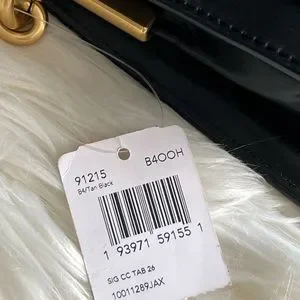 91215 B4OOH
B4/Tan Black
1 93971 59155 1
SIG CC TAB 26
10011289JAX